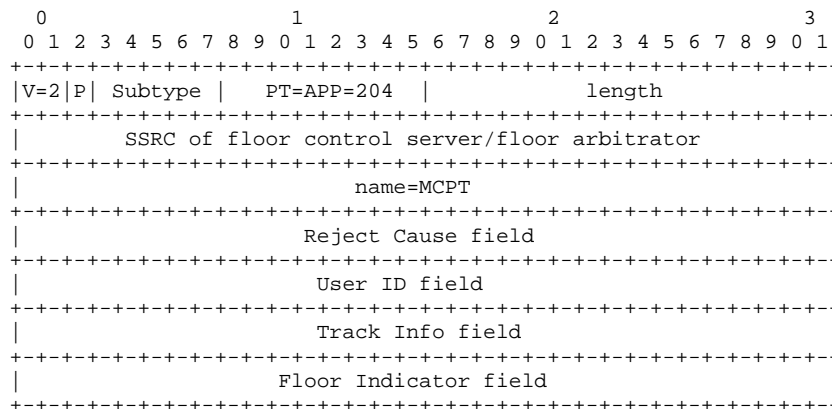 0                   1                   2                   3
 0 1 2 3 4 5 6 7 8 9 0 1 2 3 4 5 6 7 8 9 0 1 2 3 4 5 6 7 8 9 0 1
+-+-+-+-+-+-+-+-+-+-+-+-+-+-+-+-+-+-+-+-+-+-+-+-+-+-+-+-+-+-+-+-
|V=2|P| Subtype |   PT=APP=204  |            length
+-+-+-+-+-+-+-+-+-+-+-+-+-+-+-+-+-+-+-+-+-+-+-+-+-+-+-+-+-+-+-+-
|        SSRC of floor control server/floor arbitrator
+-+-+-+-+-+-+-+-+-+-+-+-+-+-+-+-+-+-+-+-+-+-+-+-+-+-+-+-+-+-+-+-
|                          name=MCPT
+-+-+-+-+-+-+-+-+-+-+-+-+-+-+-+-+-+-+-+-+-+-+-+-+-+-+-+-+-+-+-+-
|                      Reject Cause field
+-+-+-+-+-+-+-+-+-+-+-+-+-+-+-+-+-+-+-+-+-+-+-+-+-+-+-+-+-+-+-+-
|                       User ID field
+-+-+-+-+-+-+-+-+-+-+-+-+-+-+-+-+-+-+-+-+-+-+-+-+-+-+-+-+-+-+-+-
|                       Track Info field
+-+-+-+-+-+-+-+-+-+-+-+-+-+-+-+-+-+-+-+-+-+-+-+-+-+-+-+-+-+-+-+-
|                    Floor Indicator field
+-+-+-+-+-+-+-+-+-+-+-+-+-+-+-+-+-+-+-+-+-+-+-+-+-+-+-+-+-+-+-+-